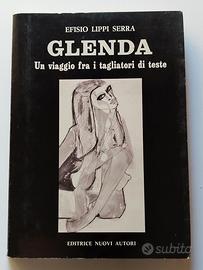 EFISIO LIPPI SERRA
GLENDA
Un viaggio fra i tagliatori di teste
EDITRICE NUOVI AUTORI
subito